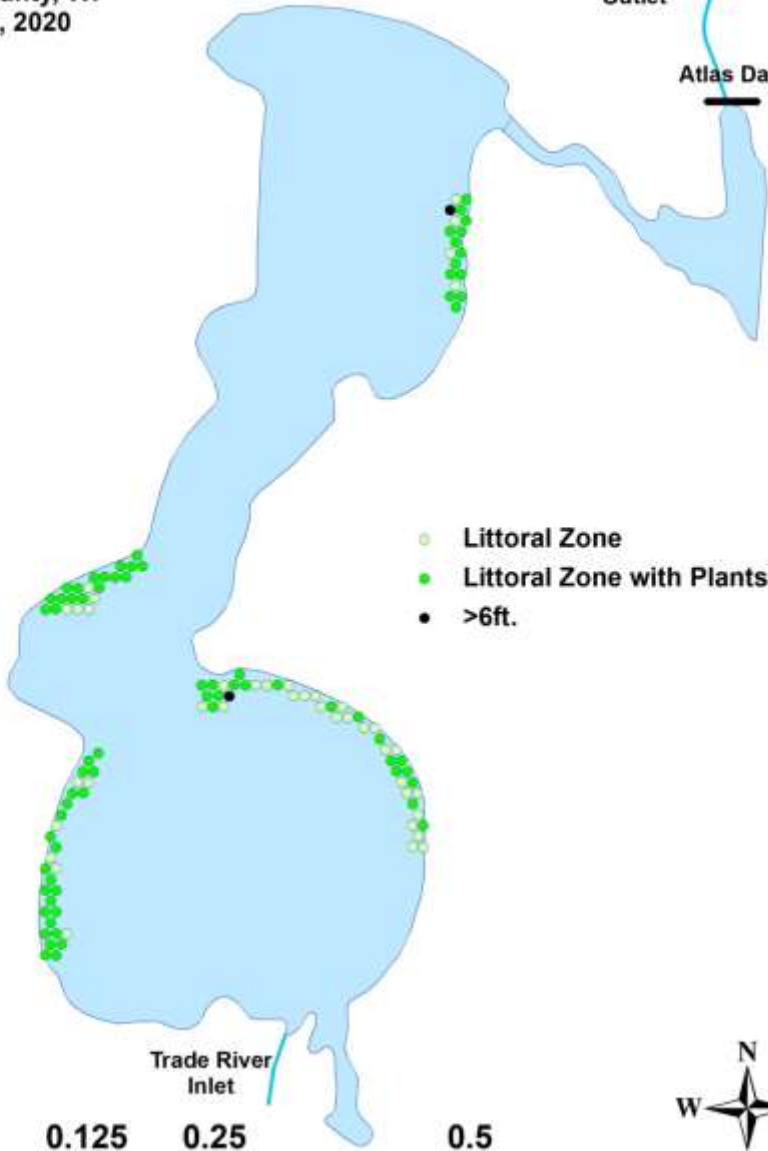 , 2020
Atlas Da
Littoral Zone
Littoral Zone with Plants
>6ft.
Trade River
Inlet
N
W
0.125 0.25 0.5